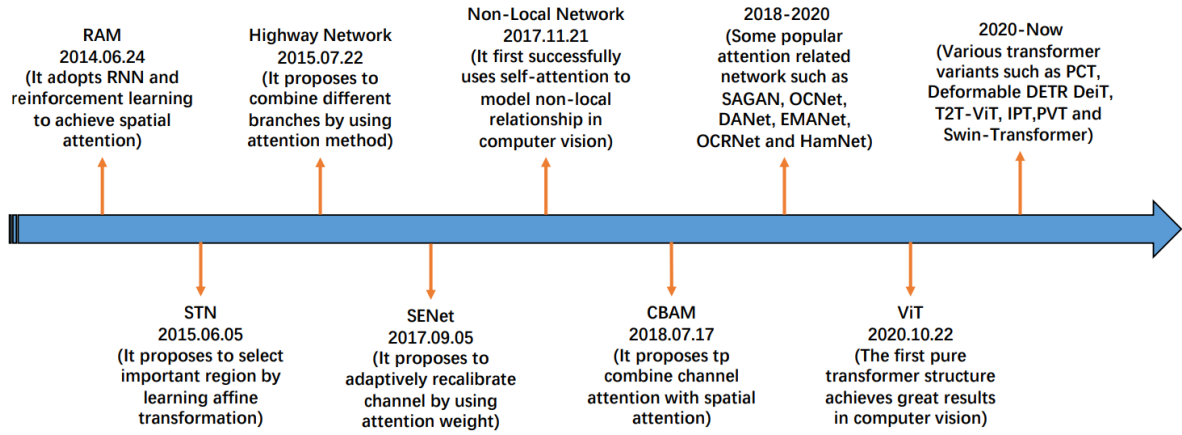 RAM
2014.06.24
(It adopts RNN and
reinforcement learning
to achieve spatial
attention)
Highway Network
2015.07.22
(It proposes to
combine different
branches by using
attention method)
Non-Local Network
2017.11.21
(It first successfully
uses self-attention to
model non-local
relationship in
computer vision)
2018-2020
(Some popular
attention related
network such as
SAGAN, OCNet,
DANet, EMANet,
OCRNet and HamNet)
2020-Now
(Various transformer
variants such as PCT,
Deformable DETR DeiT,
T2T-ViT, IPT,PVT and
Swin-Transformer)
STN
2015.06.05
(It proposes to select
important region by
learning affine
transformation)
SENet
2017.09.05
(It proposes to
adaptively recalibrate
channel by using
attention weight)
CBAM
2018.07.17
(It proposes tp
combine channel
attention with spatial
attention)
ViT
2020.10.22
(The first pure
transformer structure
achieves great results
in computer vision)